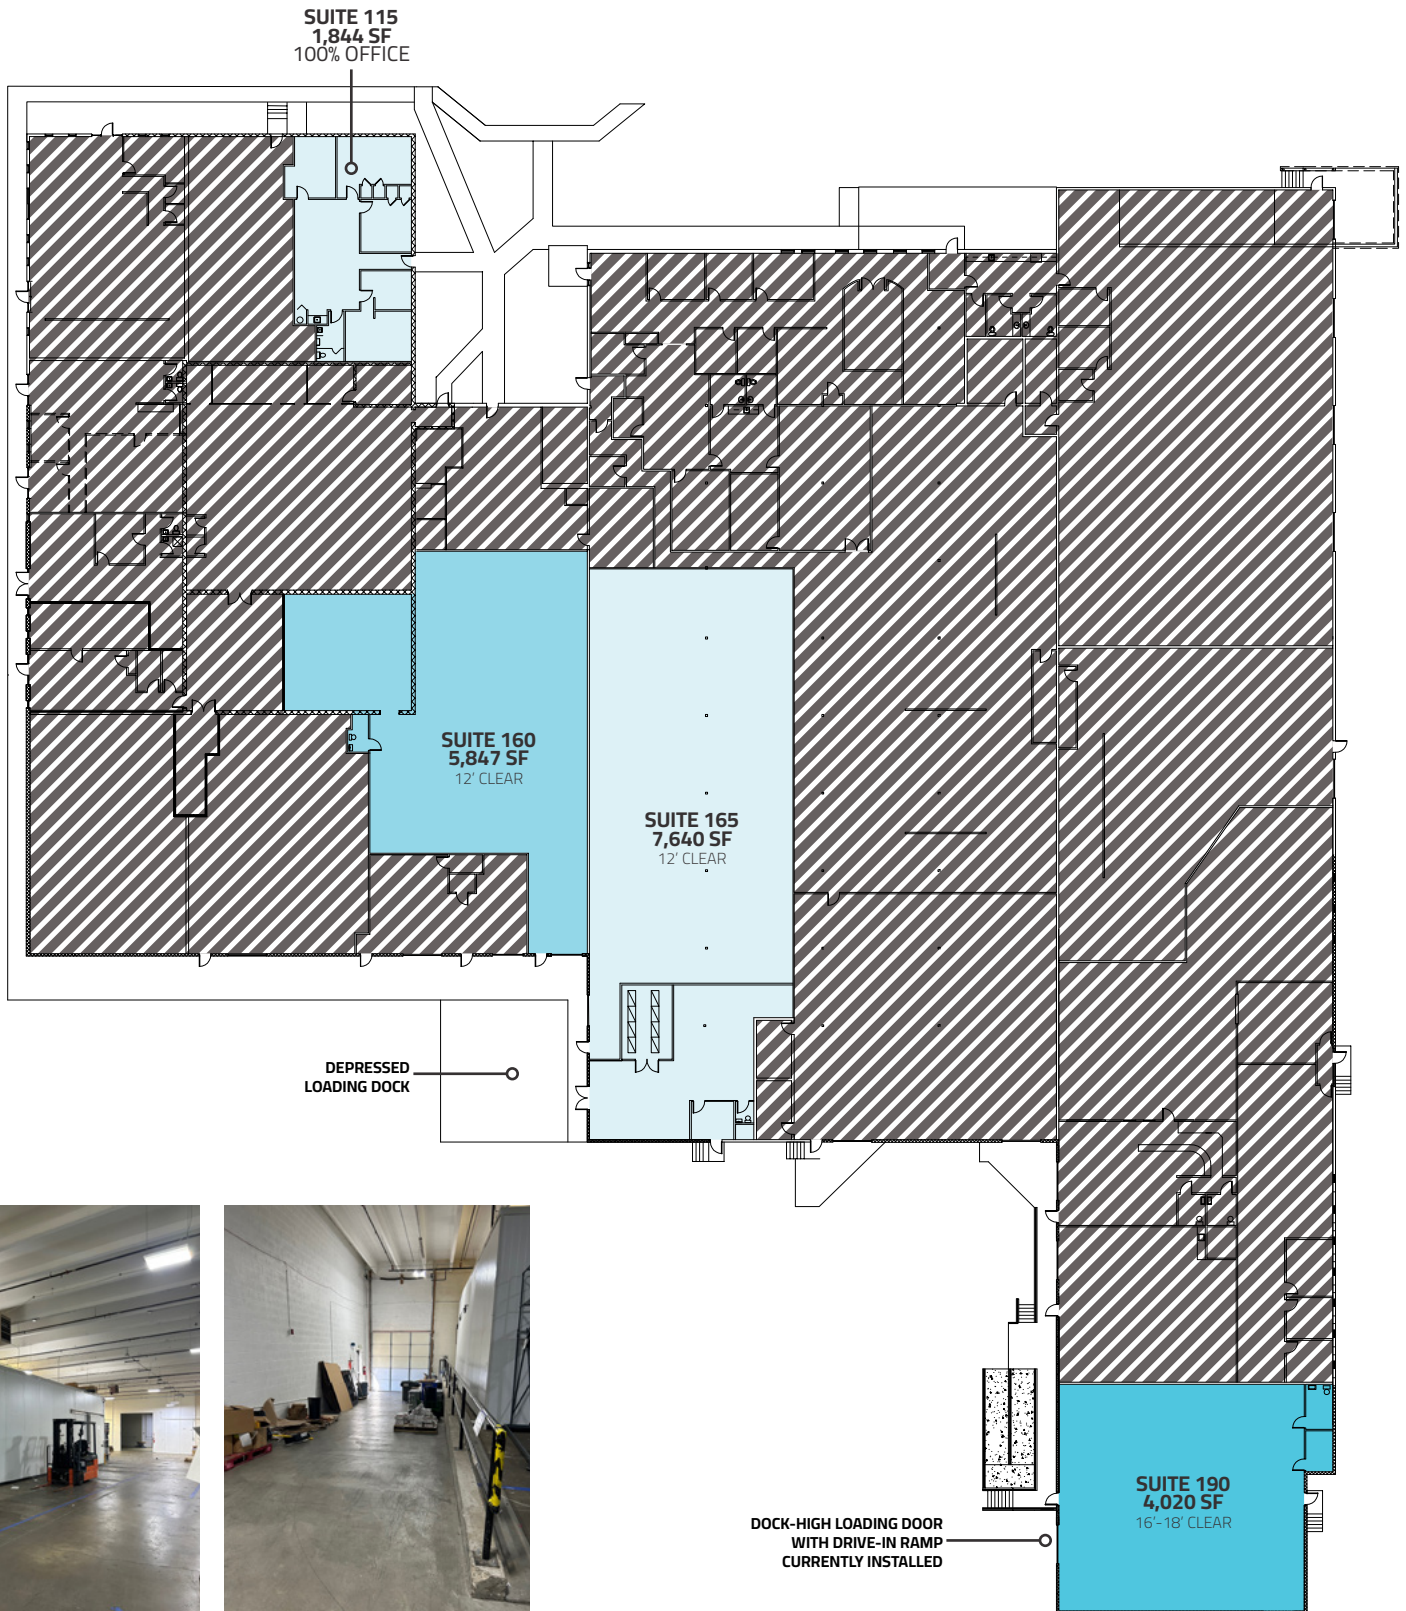 SUITE 115
1,844 SF
100% OFFICE
SUITE 160
5,847 SF
12' CLEAR
SUITE 165
7,640 SF
12' CLEAR
DEPRESSED
LOADING DOCK
SUITE 190
4,020 SF
16'-18' CLEAR
DOCK-HIGH LOADING DOOR
WITH DRIVE-IN RAMP
CURRENTLY INSTALLED